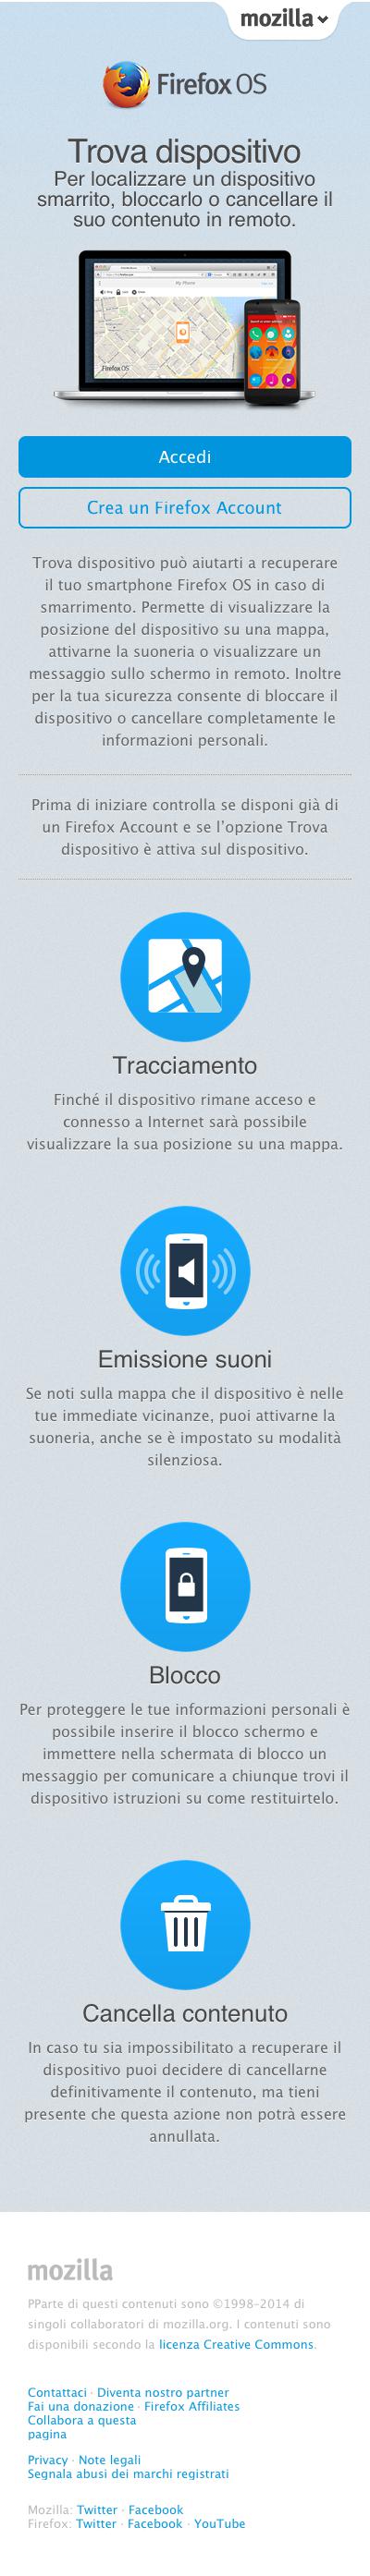 mozilla
Firefox OS
Trova dispositivo
Per localizzare un dispositivo
smarrito, bloccarlo o cancellare il
suo contenuto in remoto.
My Phone
Firefox OS
Accedi
Crea un Firefox Account
Trova dispositivo può aiutarti a recuperare
il tuo smartphone Firefox OS in caso di
smarrimento. Permette di visualizzare la
posizione del dispositivo su una mappa,
attivarne la suoneria o visualizzare un
messaggio sullo schermo in remoto. Inoltre
per la tua sicurezza consente di bloccare il
dispositivo o cancellare completamente le
informazioni personali.
Prima di iniziare controlla se disponi già di
un Firefox Account e se l’opzione Trova
dispositivo è attiva sul dispositivo.
Tracciamento
Finché il dispositivo rimane acceso e
connesso a Internet sarà possibile
visualizzare la sua posizione su una mappa.
Emissione suoni
Se noti sulla mappa che il dispositivo è nelle
tue immediate vicinanze, puoi attivarne la
suoneria, anche se è impostato su modalità
silenziosa.
Blocco
Per proteggere le tue informazioni personali è
possibile inserire il blocco schermo e
immettere nella schermata di blocco un
messaggio per comunicare a chiunque trovi il
dispositivo istruzioni su come restituirtelo.
Cancella contenuto
In caso tu sia impossibilitato a recuperare il
dispositivo puoi decidere di cancellarne
definitivamente il contenuto, ma tieni
presente che questa azione non potrà essere
annullata.
mozilla
PParte di questi contenuti sono ©1998–2014 di
singoli collaboratori di mozilla.org. I contenuti sono
disponibili secondo la licenza Creative Commons.
Contattaci · Diventa nostro partner
Fai una donazione · Firefox Affiliates
Collabora a questa
pagina
Privacy · Note legali
Segnala abusi dei marchi registrati
Mozilla: Twitter · Facebook
Firefox: Twitter · Facebook · YouTube